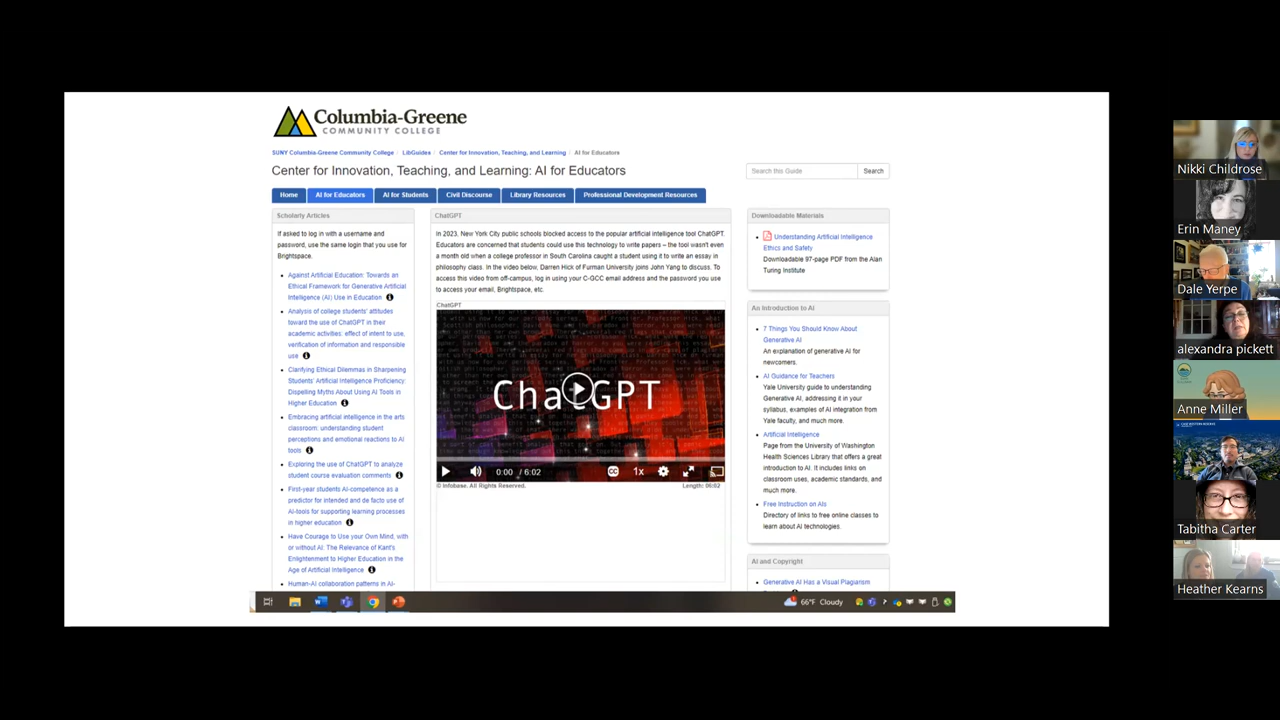 Columbia-Greene
COMMUNITY COLLEGE
SUNY Columbia-Greene Community College / LibGuides / Center for Innovation, Teaching, and Learning / AI for Educators
Center for Innovation, Teaching, and Learning: AI for Educators
Search this Guide
Search
Home
AI for Educators
AI for Students
Civil Discourse
Library Resources
Professional Development Resources
Scholarly Articles
If asked to log in with a username and
password, use the same login that you use for
Brightspace.
Against Artificial Education: Towards an
Ethical Framework for Generative Artificial
Intelligence (AI) Use in Education
Analysis of college students' attitudes
toward the use of ChatGPT in their
academic activities: effect of intent to use,
verification of information and responsible
use
Clarifying Ethical Dilemmas in Sharpening
Students' Artificial Intelligence Proficiency:
Dispelling Myths About Using AI Tools in
Higher Education
Embracing artificial intelligence in the arts
classroom: understanding student
perceptions and emotional reactions to AI
tools
Exploring the use of ChatGPT to analyze
student course evaluation comments
First-year students AI-competence as a
predictor for intended and de facto use of
AI-tools for supporting learning processes
in higher education
Have Courage to Use your Own Mind, with
or without AI: The Relevance of Kant's
Enlightenment to Higher Education in the
Age of Artificial Intelligence
Human-AI collaboration patterns in AI-
ChatGPT
In 2023, New York City public schools blocked access to the popular artificial intelligence tool ChatGPT.
Educators are concerned that students could use this technology to write papers – the tool wasn't even
a month old when a college professor in South Carolina caught a student using it to write an essay in
philosophy class. In the video below, Darren Hick of Furman University joins John Yang to discuss. To
access this video from off-campus, log in using your C-GCC email address and the password you use
to access your email, Brightspace, etc.
ChatGPT
ChatGPT
0:00 / 6:02
CC
1x
© Infobase. All Rights Reserved.
Length: 06:02
Downloadable Materials
Understanding Artificial Intelligence
Ethics and Safety
Downloadable 97-page PDF from the Alan
Turing Institute
An Introduction to AI
7 Things You Should Know About
Generative AI
An explanation of generative AI for
newcomers.
AI Guidance for Teachers
Yale University guide to understanding
Generative AI, addressing it in your
syllabus, examples of AI integration from
Yale faculty, and much more.
Artificial Intelligence
Page from the University of Washington
Health Sciences Library that offers a great
introduction to AI. It includes links on
classroom uses, academic standards, and
much more.
Free Instruction on AIs
Directory of links to free online classes to
learn about AI technologies.
AI and Copyright
Generative AI Has a Visual Plagiarism
66°F Cloudy
Nikki Childrose
Erin Maney
Dale Yerpe
alexandra pickett
Anne Miller
Tabitha Carter
Heather Kearns